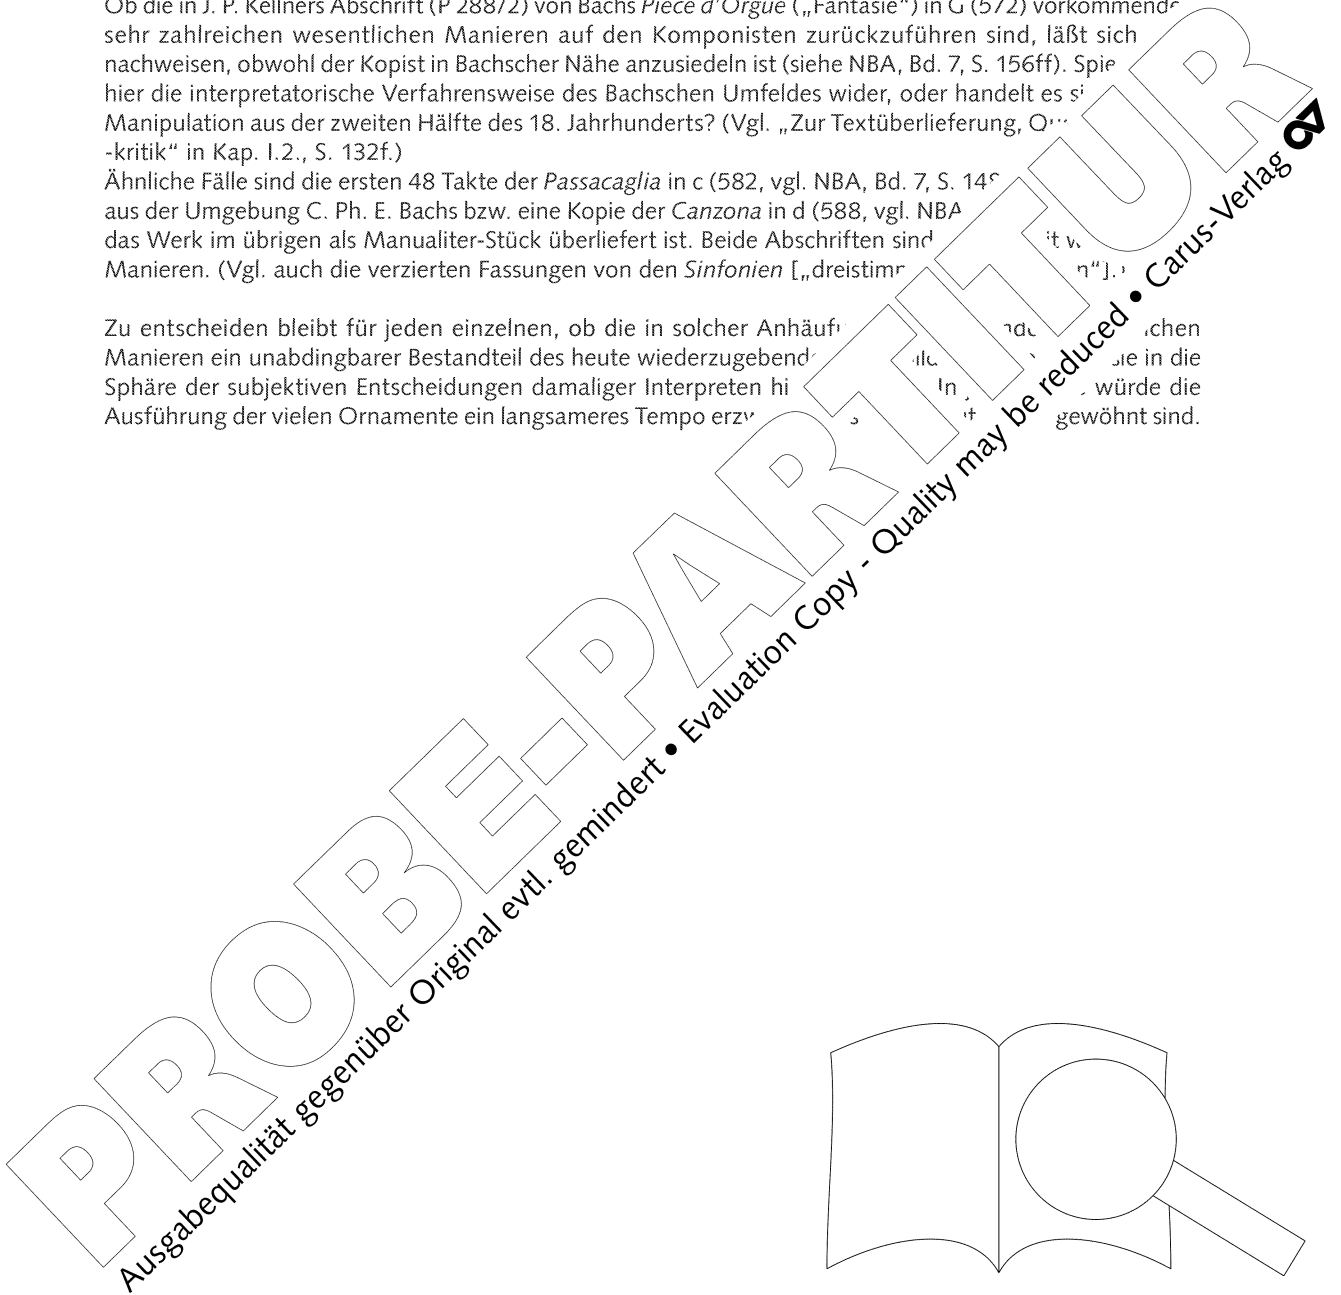 Ob die in J. P. Kellners Abschrift (P 288/2) von Bachs Pièce d'Orgue („Fantasie“) in G (572)
sehr zahlreichen wesentlichen Manieren auf den Komponisten zurückzuführen sind, läßt sich
nachweisen, obwohl der Kopist in Bachscher Nähe anzusiedeln ist (siehe NBA, Bd. 7, S. 156ff).
hier die interpretatorische Verfahrensweise des Bachschen Umfeldes wider, oder handelt es
Manipulation aus der zweiten Hälfte des 18. Jahrhunderts? (Vgl. „Zur Textüberlieferung,
-kritik“ in Kap. I.2., S. 132f.)
Ähnliche Fälle sind die ersten 48 Takte der Passacaglia in c (582, vgl. NBA, Bd. 7, S.
aus der Umgebung C. Ph. E. Bachs bzw. eine Kopie der Canzona in d (588, vgl. NBA
das Werk im übrigen als Manualiter-Stück überliefert ist. Beide Abschriften sind
Manieren. (Vgl. auch die verzierten Fassungen von den Sinfonien
Zu entscheiden bleibt für jeden einzelnen, ob die in solcher
Manieren ein unabdingbarer Bestandteil des heute in die
Sphäre der subjektiven Entscheidungen damaliger Interpreten würde die
Ausführung der vielen Ornamente ein langsameres Tempo gewöhnt sind.
PROBE-PARTITUR
Ausgabequalität gegenüber Original evtl. gemindert • Evaluation Copy - Quality may be reduced • Carus-Verlag